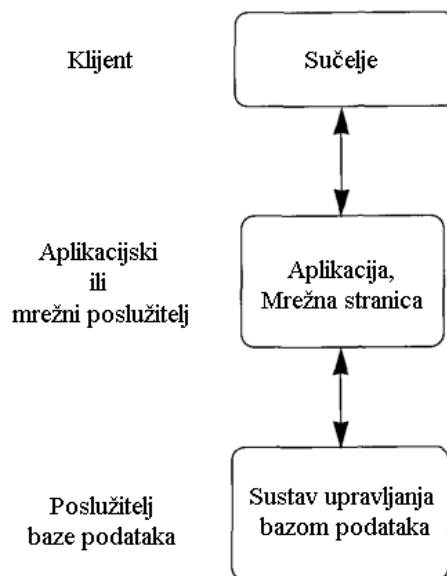 Klijent
Sučelje
Aplikacijski
ili
mrežni poslužitelj
Aplikacija,
Mrežna stranica
Poslužitelj
baze podataka
Sustav upravljanja
bazom podataka